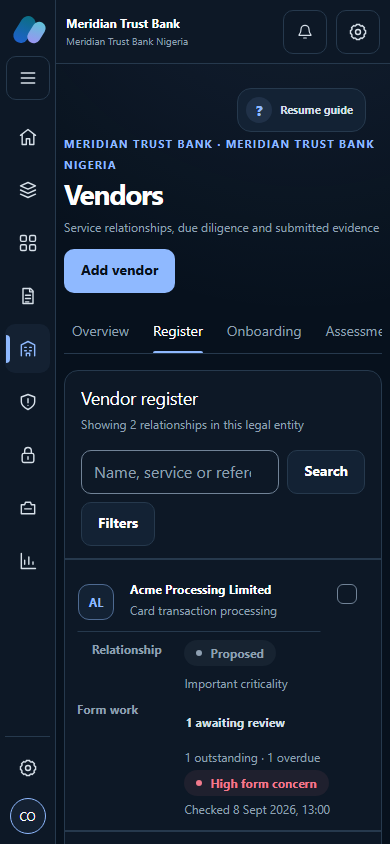 Meridian Trust Bank
Meridian Trust Bank Nigeria
? Resume guide
MERIDIAN TRUST BANK · MERIDIAN TRUST BANK
NIGERIA
Vendors
Service relationships, due diligence and submitted evidence
Add vendor
Overview Register Onboarding Assessme
Vendor register
Showing 2 relationships in this legal entity
Name, service or refere Search
Filters
AL
Acme Processing Limited
Card transaction processing
Relationship Proposed
Important criticality
Form work
1 awaiting review
1 outstanding · 1 overdue
High form concern
Checked 8 Sept 2026, 13:00
CO